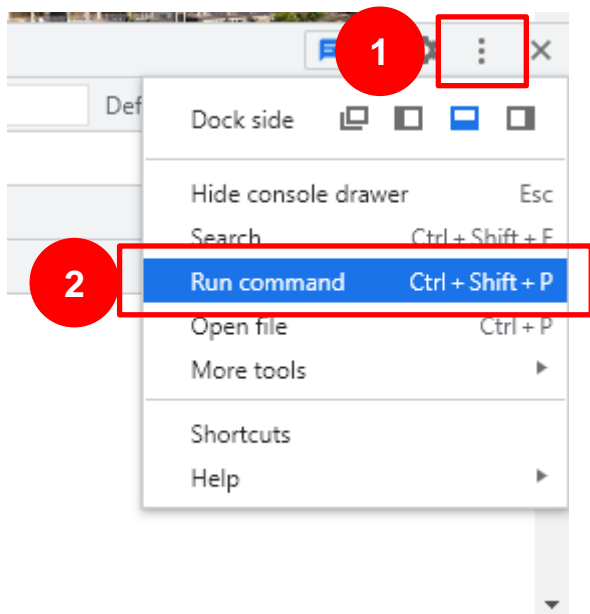 1
Def
Dock side
Hide console drawer Esc
Search Ctrl + Shift + F
2
Run command Ctrl + Shift + P
Open file Ctrl + P
More tools
Shortcuts
Help